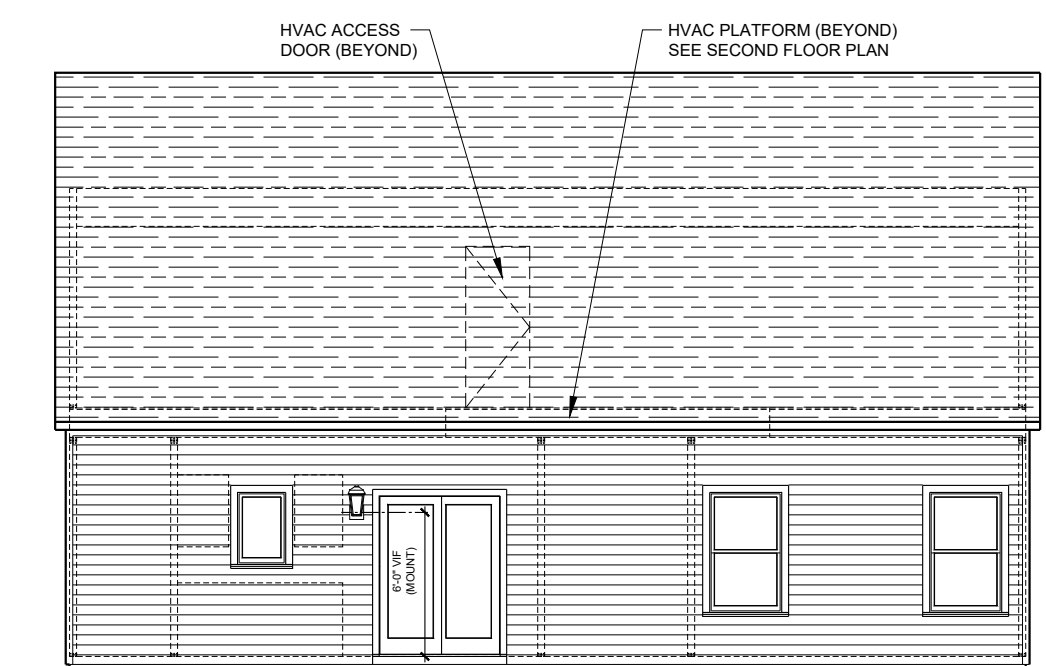 HVAC ACCESS
DOOR (BEYOND)
HVAC PLATFORM (BEYOND)
SEE SECOND FLOOR PLAN
6'-0" VIF
(MOUNT)